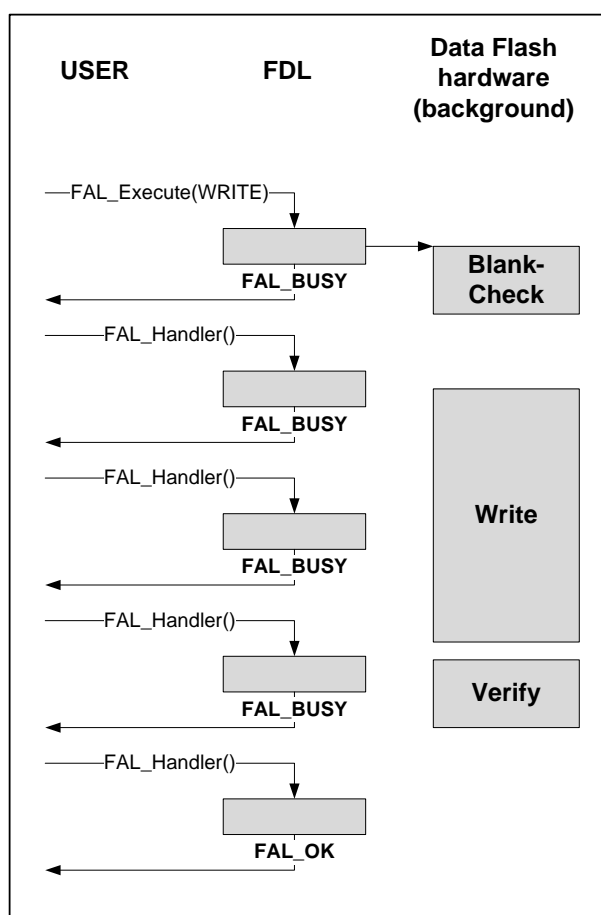 USER
FDL
Data Flash
hardware
(background)
FAL_Execute(WRITE)
FAL_BUSY
Blank-
Check
FAL_Handler()
FAL_BUSY
FAL_Handler()
FAL_BUSY
Write
FAL_Handler()
FAL_BUSY
Verify
FAL_Handler()
FAL_OK